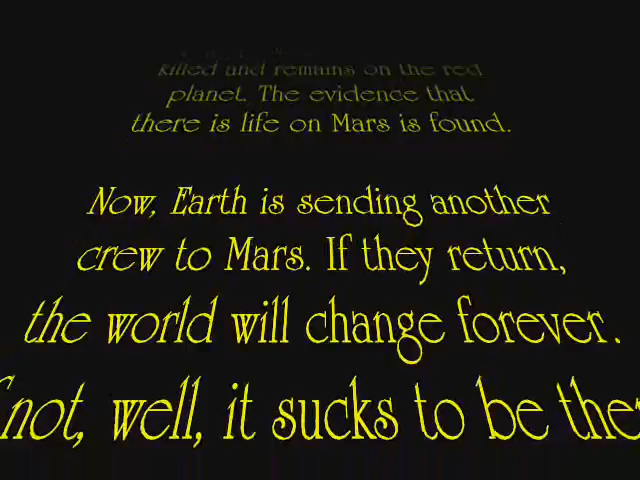 killed and remains on the red
planet. The evidence that
there is life on Mars is found.
Now, Earth is sending another
crew to Mars. If they return,
the world will change forever.
not, well, it sucks to be